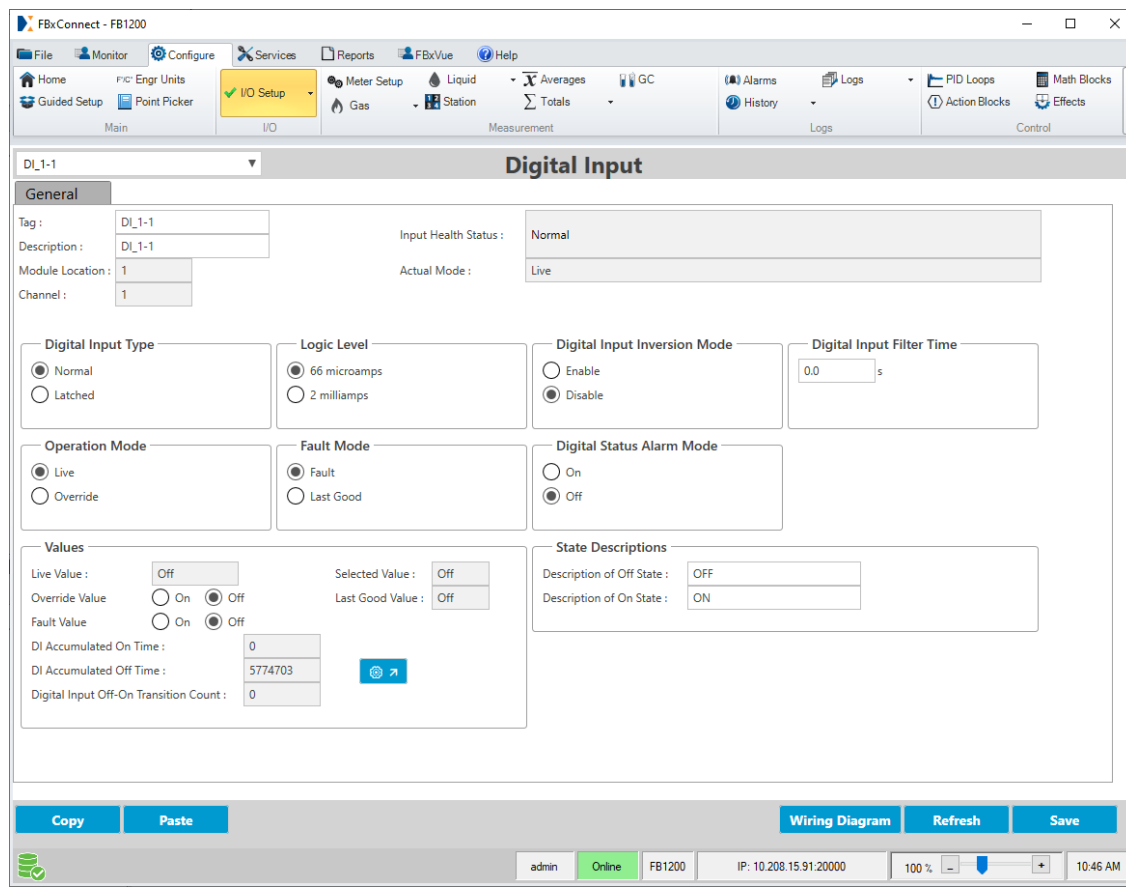 FBxConnect - FB1200
File Monitor Configure Services Reports FBxVue Help
Home F/C° Engr Units I/O Setup Meter Setup Liquid X Averages GC Alarms Logs PID Loops Math Blocks
Guided Setup Point Picker Gas Station Σ Totals History Action Blocks Effects
Main I/O Measurement Logs Control
DI_1-1 Digital Input
General
Tag : DI_1-1
Input Health Status : Normal
Description : DI_1-1
Module Location : 1 Actual Mode : Live
Channel : 1
Digital Input Type Logic Level Digital Input Inversion Mode Digital Input Filter Time
Normal 66 microamps Enable 0.0 s
Latched 2 milliamps Disable
Operation Mode Fault Mode Digital Status Alarm Mode
Live Fault On
Override Last Good Off
Values State Descriptions
Live Value : Off Selected Value : Off Description of Off State : OFF
Override Value On Off Last Good Value : Off Description of On State : ON
Fault Value On Off
DI Accumulated On Time : 0
DI Accumulated Off Time : 5774703
Digital Input Off-On Transition Count : 0
Copy Paste Wiring Diagram Refresh Save
admin Online FB1200 IP: 10.208.15.91:20000 100 % - + 10:46 AM